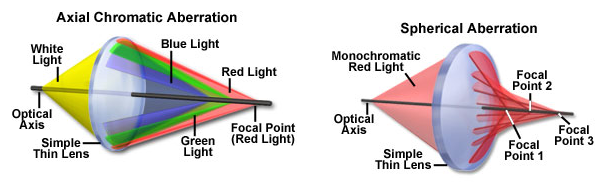 Axial Chromatic Aberration
White
Light
Blue Light
Red Light
Optical
Axis
Simple
Thin Lens
Green
Light
Focal Point
(Red Light)
Spherical Aberration
Monochromatic
Red Light
Focal
Point 2
Optical
Axis
Simple
Thin Lens
Focal
Point 1
Focal
Point 3